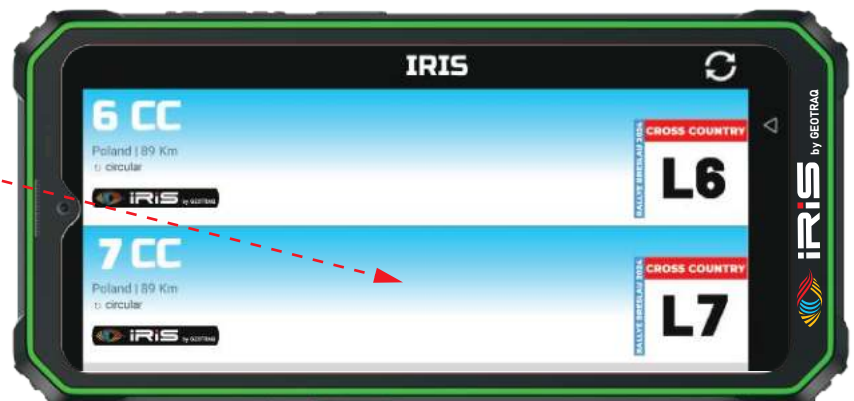 IRIS
6 CC
Poland | 89 Km
↻ circular
IRIS by GEOTRAQ
RALLYE BRESLAU 2024
CROSS COUNTRY
L6
7 CC
Poland | 89 Km
↻ circular
IRIS by GEOTRAQ
RALLYE BRESLAU 2024
CROSS COUNTRY
L7
iRiS by GEOTRAQ